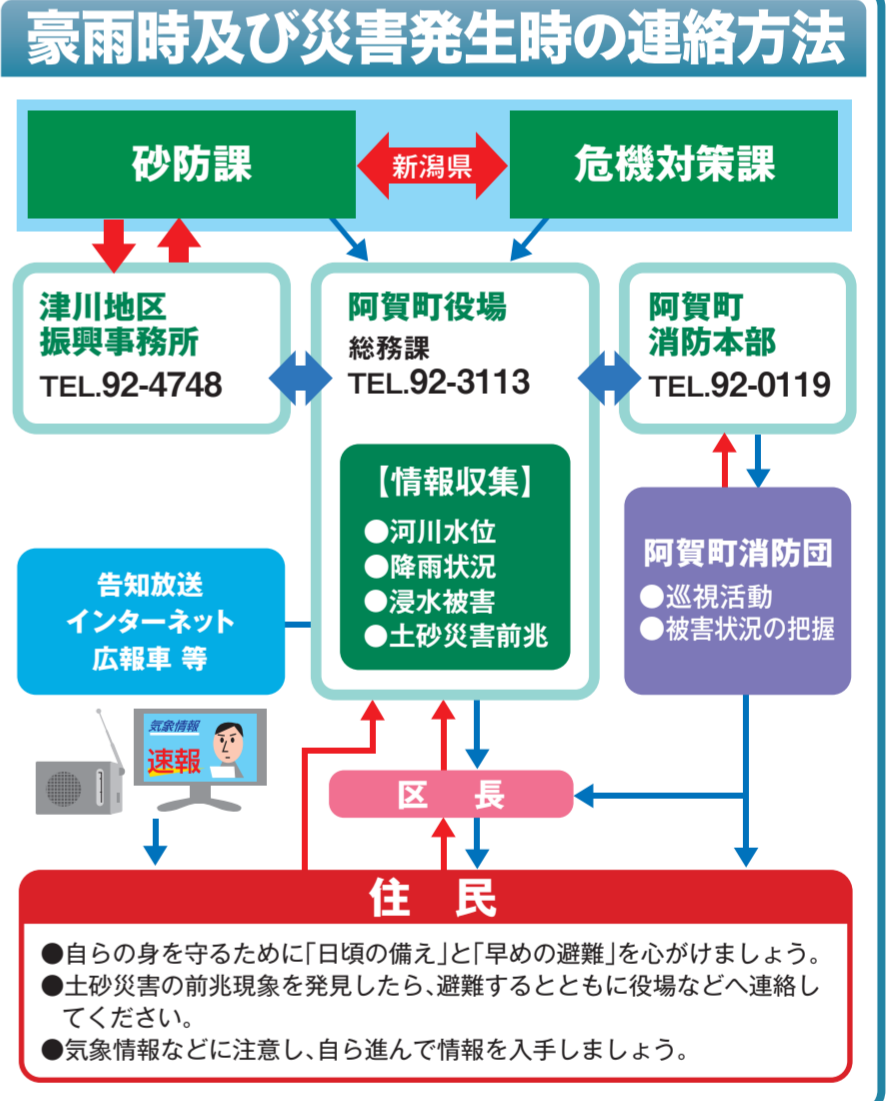 豪雨時及び災害発生時の連絡方法
砂防課
新潟県
危機対策課
津川地区
振興事務所
TEL.92-4748
阿賀町役場
総務課
TEL.92-3113
阿賀町
消防本部
TEL.92-0119
【情報収集】
●河川水位
●降雨状況
●浸水被害
●土砂災害前兆
阿賀町消防団
●巡視活動
●被害状況の把握
告知放送
インターネット
広報車 等
気象情報
速報
区 長
住 民
●自らの身を守るために「日頃の備え」と「早めの避難」を心がけましょう。
●土砂災害の前兆現象を発見したら、避難するとともに役場などへ連絡し
てください。
●気象情報などに注意し、自ら進んで情報を入手しましょう。